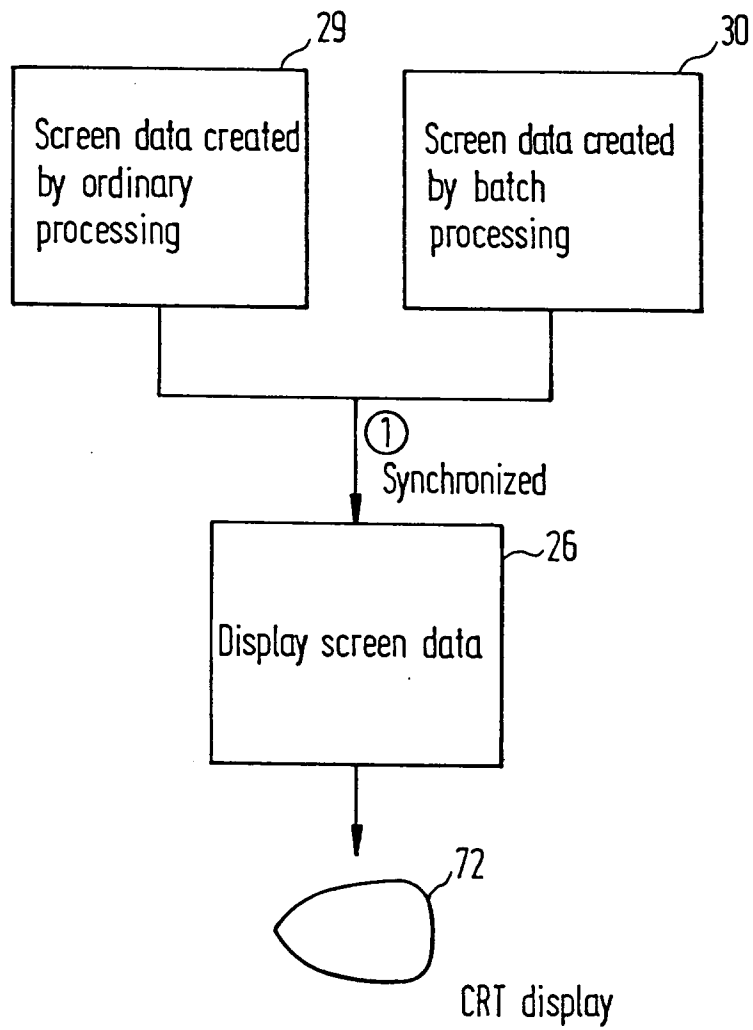 29
30
Screen data created
by ordinary
processing
Screen data created
by batch
processing
1
Synchronized
26
Display screen data
72
CRT display